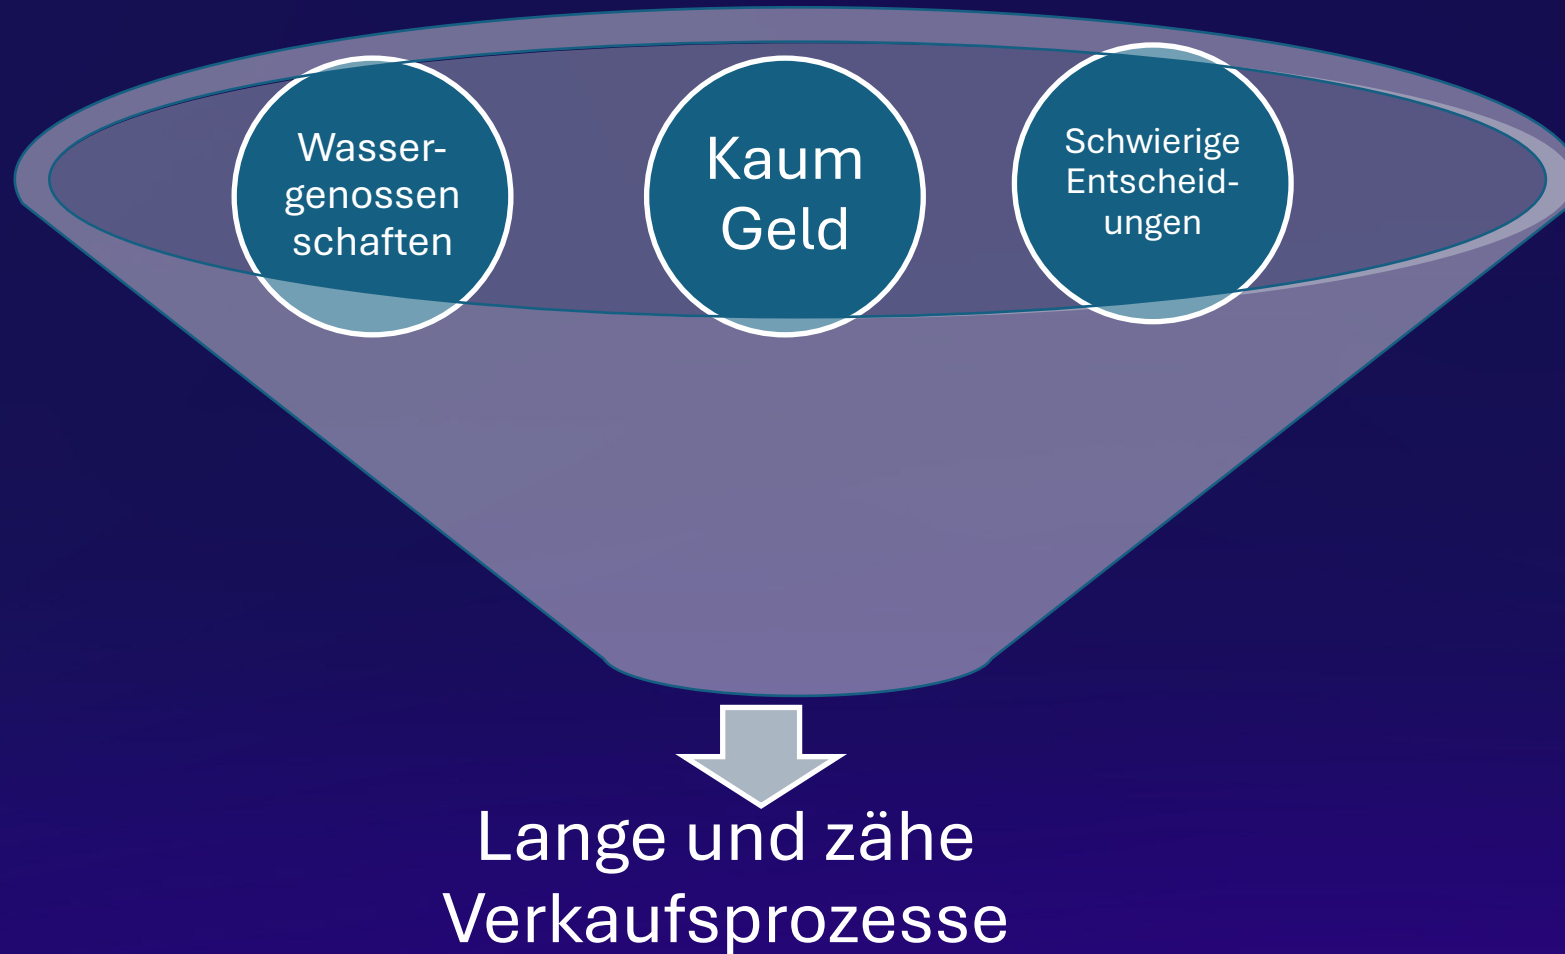 Wasser-
genossen
schaften
Kaum
Geld
Schwierige
Entscheid-
ungen
Lange und zähe
Verkaufsprozesse